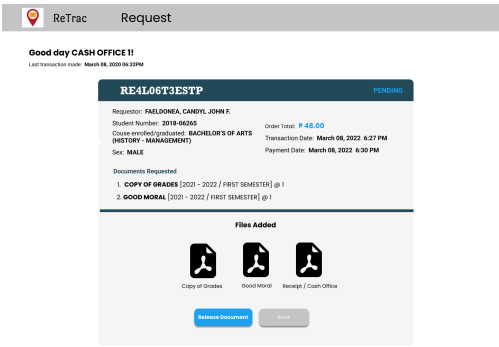 ReTrac Request
Good day CASH OFFICE 1!
Last transaction made: March 08, 2020 06:32PM
RE4L06T3ESTP PENDING
Requestor: FAELDONEA, CANDYL JOHN F.
Student Number: 2018-06265
Couse enrolled/graduated: BACHELOR'S OF ARTS
(HISTORY - MANAGEMENT)
Sex: MALE
Order Total: ₱ 48.00
Transaction Date: March 08, 2022 6:27 PM
Payment Date: March 08, 2022 6:30 PM
Documents Requested
1. COPY OF GRADES [2021 - 2022 / FIRST SEMESTER] @ 1
2. GOOD MORAL [2021 - 2022 / FIRST SEMESTER] @ 1
Files Added
Copy of Grades Good Moral Receipt / Cash Office
Release Document Back